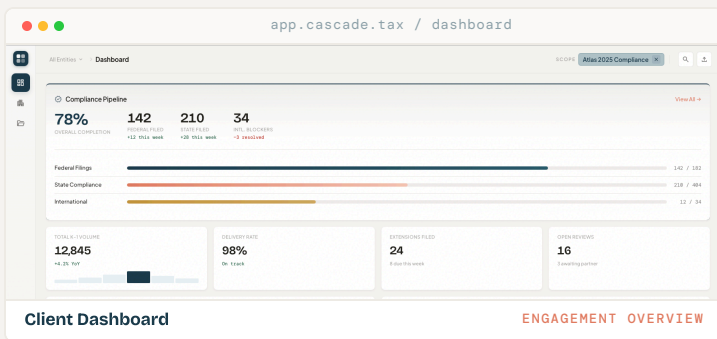 app.cascade.tax / dashboard
All Entities
Dashboard
SCOPE
Atlas 2025 Compliance ×
Compliance Pipeline
View All →
78%
OVERALL COMPLETION
142
FEDERAL FILED
+12 this week
210
STATE FILED
+28 this week
34
INTL. BLOCKERS
-3 resolved
Federal Filings
142 / 182
State Compliance
210 / 404
International
12 / 34
TOTAL K-1 VOLUME
12,845
+4.2% YoY
DELIVERY RATE
98%
On track
EXTENSIONS FILED
24
8 due this week
OPEN REVIEWS
16
3 awaiting partner
Client Dashboard
ENGAGEMENT OVERVIEW